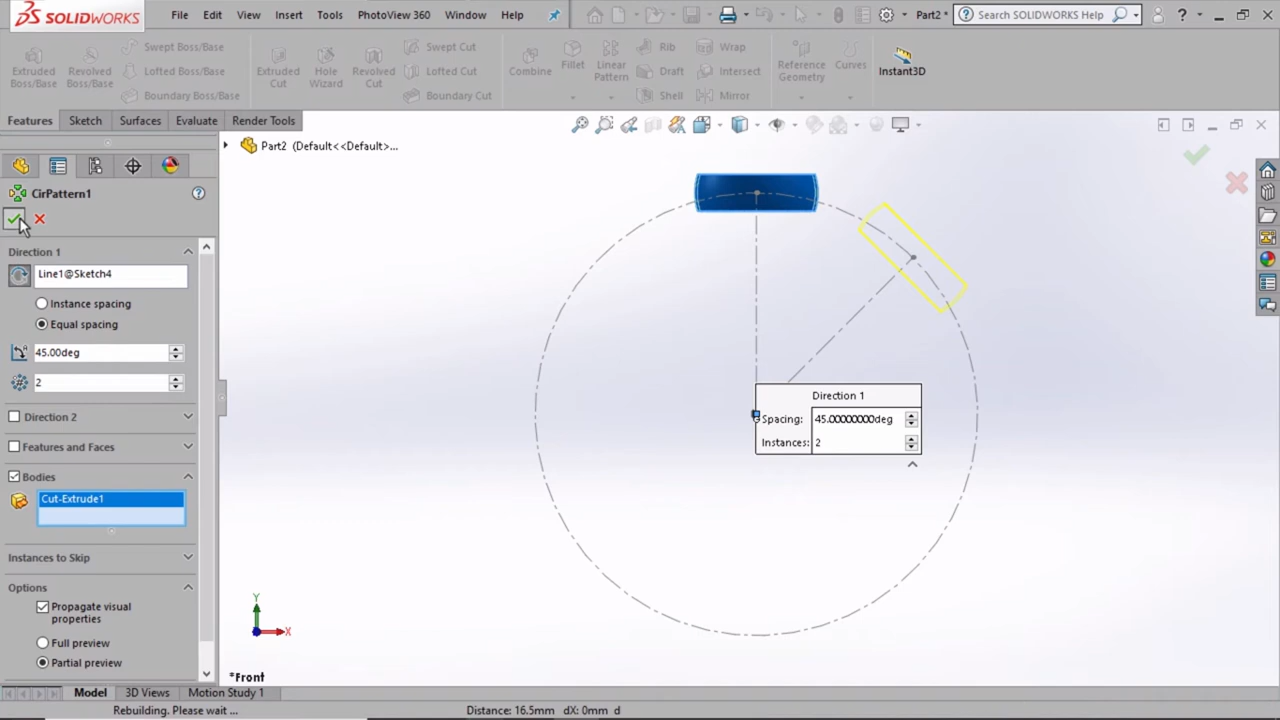 SOLIDWORKS File Edit View Insert Tools PhotoView 360 Window Help Part2 * Search SOLIDWORKS Help ?
Extruded Boss/Base
Revolved Boss/Base
Swept Boss/Base
Lofted Boss/Base
Boundary Boss/Base
Extruded Cut
Hole Wizard
Revolved Cut
Swept Cut
Lofted Cut
Boundary Cut
Combine
Fillet
Linear Pattern
Rib
Draft
Shell
Wrap
Intersect
Mirror
Reference Geometry
Curves
Instant3D
Features Sketch Surfaces Evaluate Render Tools
Part2 (Default<<Default>...
CirPattern1
Direction 1
Line1@Sketch4
Instance spacing
Equal spacing
45.00deg
2
Direction 2
Features and Faces
Bodies
Cut-Extrude1
Instances to Skip
Options
Propagate visual
properties
Full preview
Partial preview
Direction 1
Spacing: 45.00000000deg
Instances: 2
Y
X
*Front
Model 3D Views Motion Study 1
Rebuilding. Please wait ... Distance: 16.5mm dX: 0mm d